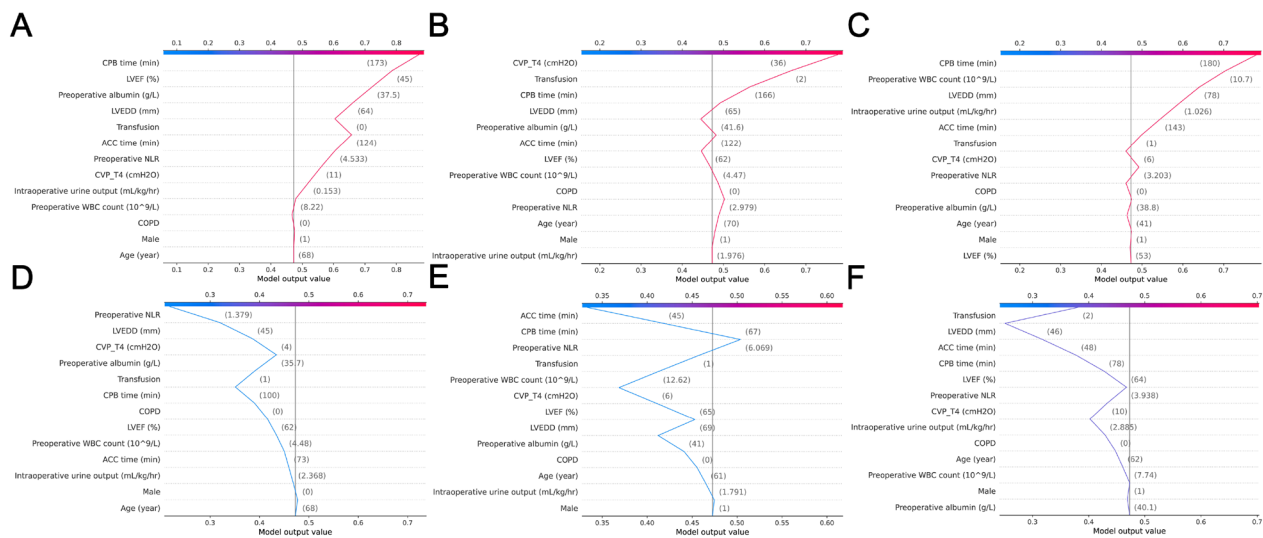 A
0.1 0.2 0.3 0.4 0.5 0.6 0.7 0.8
CPB time (min) (173)
LVEF (%) (45)
Preoperative albumin (g/L) (37.5)
LVEDD (mm) (64)
Transfusion (0)
ACC time (min) (124)
Preoperative NLR (4.533)
CVP_T4 (cmH2O) (11)
Intraoperative urine output (mL/kg/hr) (0.153)
Preoperative WBC count (10^9/L) (8.22)
COPD (0)
Male (1)
Age (year) (68)
0.1 0.2 0.3 0.4 0.5 0.6 0.7 0.8
Model output value
B
0.2 0.3 0.4 0.5 0.6 0.7
CVP_T4 (cmH2O) (36)
Transfusion (2)
CPB time (min) (166)
LVEDD (mm) (65)
Preoperative albumin (g/L) (41.6)
ACC time (min) (122)
LVEF (%) (62)
Preoperative WBC count (10^9/L) (4.47)
COPD (0)
Preoperative NLR (2.979)
Age (year) (70)
Male (1)
Intraoperative urine output (mL/kg/hr) (1.976)
0.2 0.3 0.4 0.5 0.6 0.7
Model output value
C
0.2 0.3 0.4 0.5 0.6 0.7
CPB time (min) (180)
Preoperative WBC count (10^9/L) (10.7)
LVEDD (mm) (78)
Intraoperative urine output (mL/kg/hr) (1.026)
ACC time (min) (143)
Transfusion (1)
CVP_T4 (cmH2O) (6)
Preoperative NLR (3.203)
COPD (0)
Preoperative albumin (g/L) (38.8)
Age (year) (41)
Male (1)
LVEF (%) (53)
0.2 0.3 0.4 0.5 0.6 0.7
Model output value
D
0.3 0.4 0.5 0.6 0.7
Preoperative NLR (1.379)
LVEDD (mm) (45)
CVP_T4 (cmH2O) (4)
Preoperative albumin (g/L) (35.7)
Transfusion (1)
CPB time (min) (100)
COPD (0)
LVEF (%) (62)
Preoperative WBC count (10^9/L) (4.48)
ACC time (min) (73)
Intraoperative urine output (mL/kg/hr) (2.368)
Male (0)
Age (year) (68)
0.3 0.4 0.5 0.6 0.7
Model output value
E
0.35 0.40 0.45 0.50 0.55 0.60
ACC time (min) (45)
CPB time (min) (67)
Preoperative NLR (6.069)
Transfusion (1)
Preoperative WBC count (10^9/L) (12.62)
CVP_T4 (cmH2O) (6)
LVEF (%) (65)
LVEDD (mm) (69)
Preoperative albumin (g/L) (41)
COPD (0)
Age (year) (61)
Intraoperative urine output (mL/kg/hr) (1.791)
Male (1)
0.35 0.40 0.45 0.50 0.55 0.60
Model output value
F
0.3 0.4 0.5 0.6 0.7
Transfusion (2)
LVEDD (mm) (46)
ACC time (min) (48)
CPB time (min) (78)
LVEF (%) (64)
Preoperative NLR (3.938)
CVP_T4 (cmH2O) (10)
Intraoperative urine output (mL/kg/hr) (2.885)
COPD (0)
Age (year) (62)
Preoperative WBC count (10^9/L) (7.74)
Male (1)
Preoperative albumin (g/L) (40.1)
0.3 0.4 0.5 0.6 0.7
Model output value